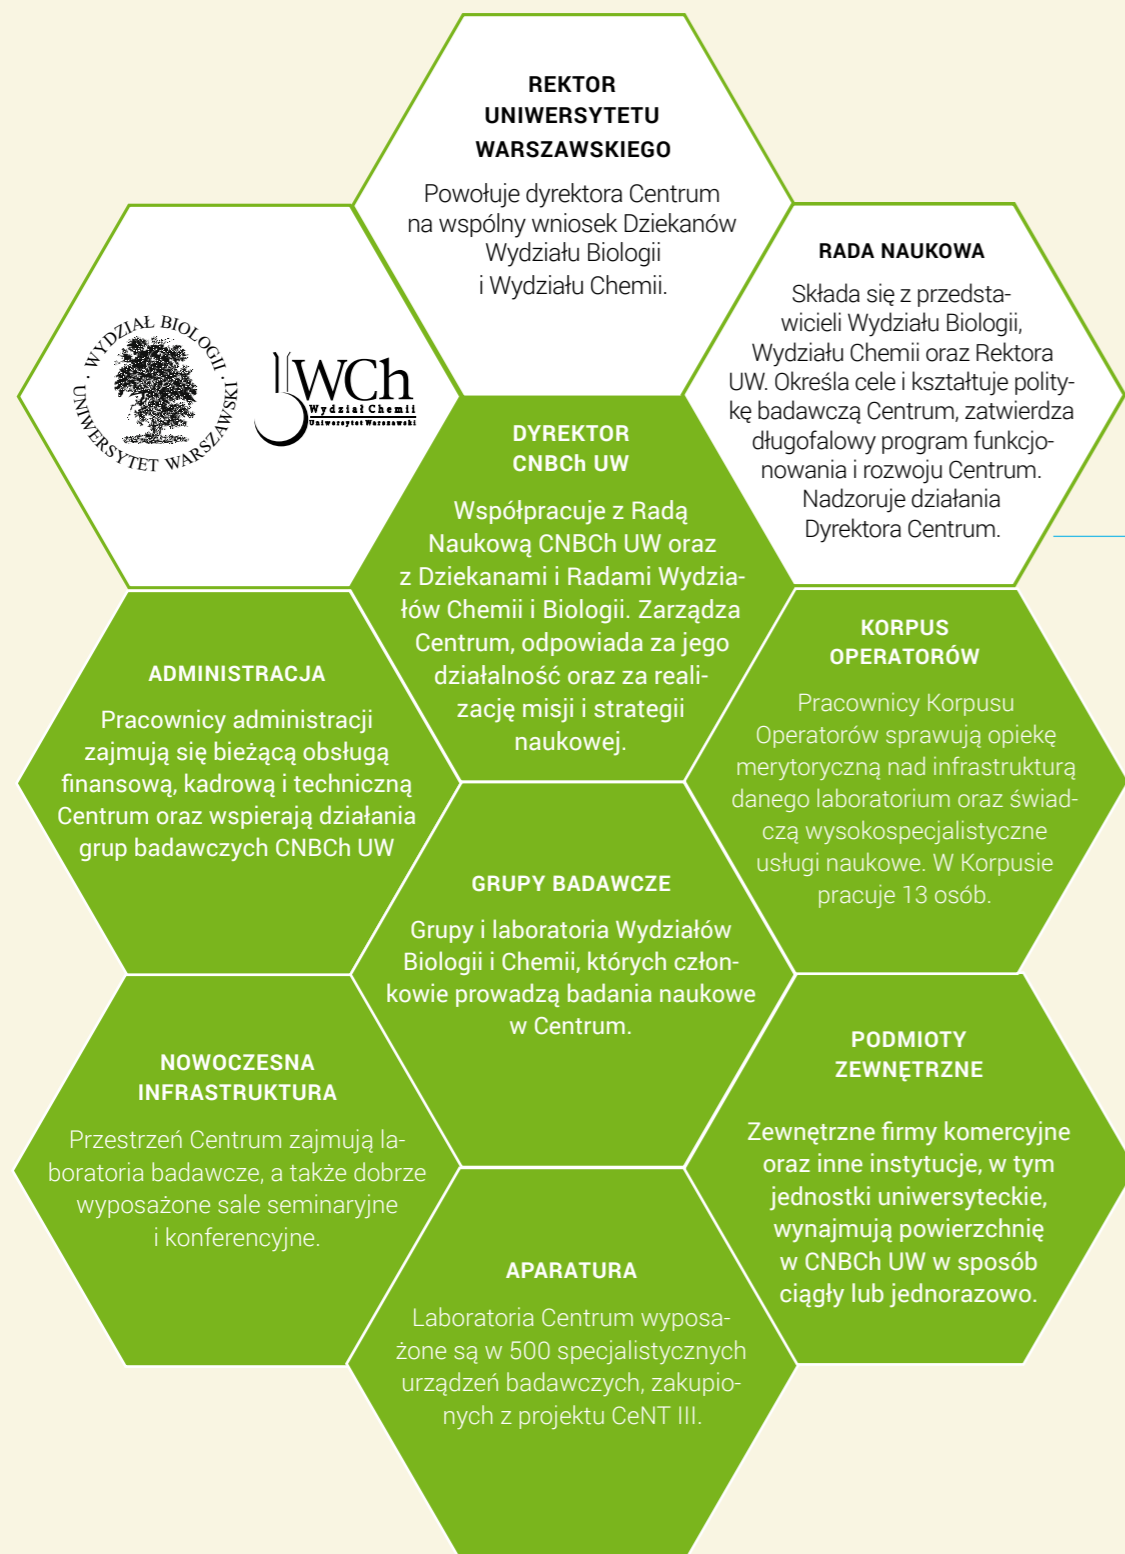 REKTOR
UNIWERSYTETU
WARSZAWSKIEGO
Powołuje dyrektora Centrum
na wspólny wniosek Dziekanów
Wydziału Biologii
i Wydziału Chemii.
· WYDZIAŁ BIOLOGII ·
UNIWERSYTET WARSZAWSKI
WCh
Wydział Chemii
Uniwersytet Warszawski
RADA NAUKOWA
Składa się z przedsta-
wicieli Wydziału Biologii,
Wydziału Chemii oraz Rektora
UW. Określa cele i kształtuje polity-
kę badawczą Centrum, zatwierdza
długofalowy program funkcjo-
nowania i rozwoju Centrum.
Nadzoruje działania
Dyrektora Centrum.
DYREKTOR
CNBCh UW
Współpracuje z Radą
Naukową CNBCh UW oraz
z Dziekanami i Radami Wydzia-
łów Chemii i Biologii. Zarządza
Centrum, odpowiada za jego
działalność oraz za reali-
zację misji i strategii
naukowej.
ADMINISTRACJA
Pracownicy administracji
zajmują się bieżącą obsługą
finansową, kadrową i techniczną
Centrum oraz wspierają działania
grup badawczych CNBCh UW
KORPUS
OPERATORÓW
Pracownicy Korpusu
Operatorów sprawują opiekę
merytoryczną nad infrastrukturą
danego laboratorium oraz świad-
czą wysokospecjalistyczne
usługi naukowe. W Korpusie
pracuje 13 osób.
GRUPY BADAWCZE
Grupy i laboratoria Wydziałów
Biologii i Chemii, których człon-
kowie prowadzą badania naukowe
w Centrum.
NOWOCZESNA
INFRASTRUKTURA
Przestrzeń Centrum zajmują la-
boratoria badawcze, a także dobrze
wyposażone sale seminaryjne
i konferencyjne.
PODMIOTY
ZEWNĘTRZNE
Zewnętrzne firmy komercyjne
oraz inne instytucje, w tym
jednostki uniwersyteckie,
wynajmują powierzchnię
w CNBCh UW w sposób
ciągły lub jednorazowo.
APARATURA
Laboratoria Centrum wyposa-
żone są w 500 specjalistycznych
urządzeń badawczych, zakupio-
nych z projektu CeNT III.